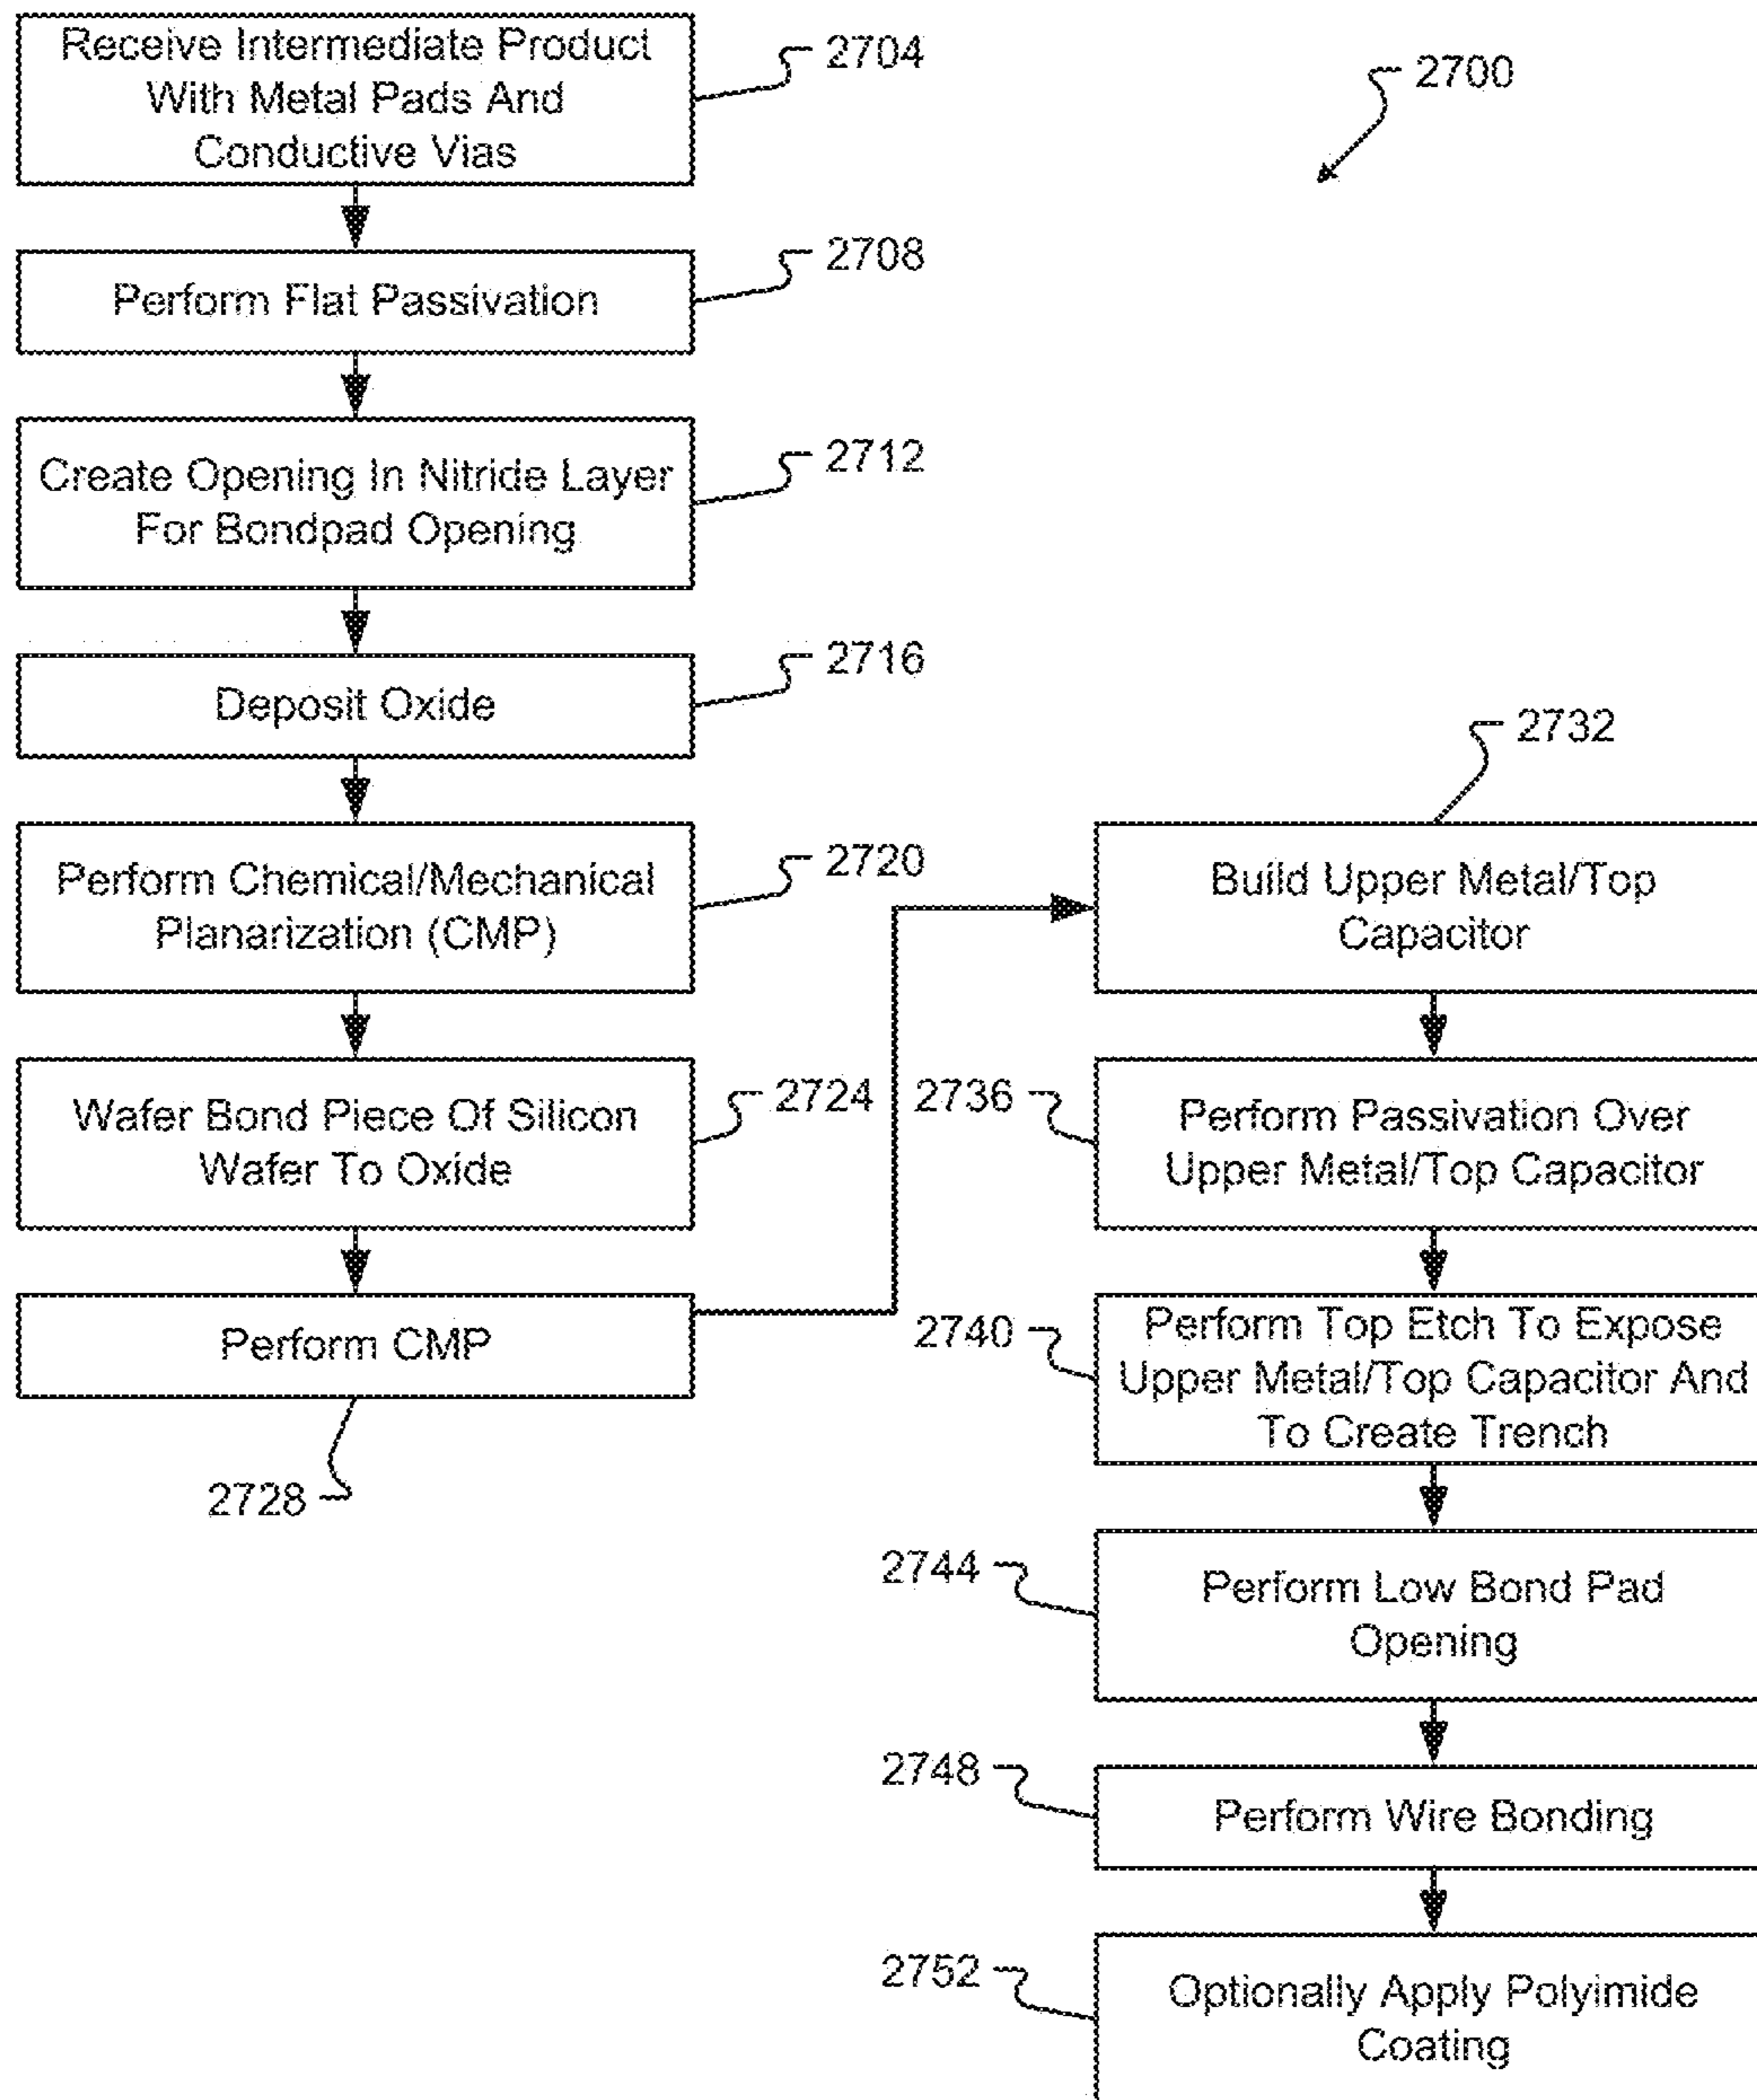 Receive Intermediate Product
With Metal Pads And
Conductive Vias
2704
2700
Perform Flat Passivation
2708
Create Opening In Nitride Layer
For Bondpad Opening
2712
Deposit Oxide
2716
Perform Chemical/Mechanical
Planarization (CMP)
2720
Wafer Bond Piece Of Silicon
Wafer To Oxide
2724
Perform CMP
2728
2732
Build Upper Metal/Top
Capacitor
2736
Perform Passivation Over
Upper Metal/Top Capacitor
2740
Perform Top Etch To Expose
Upper Metal/Top Capacitor And
To Create Trench
2744
Perform Low Bond Pad
Opening
2748
Perform Wire Bonding
2752
Optionally Apply Polyimide
Coating